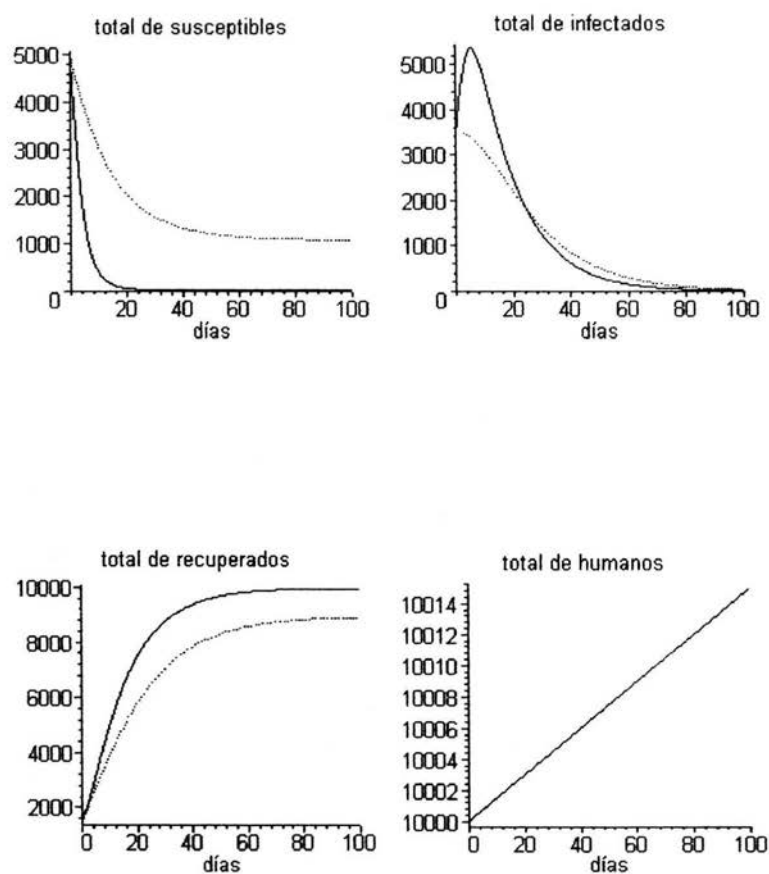 total de susceptibles
5000
4000
3000
2000
1000
0
20 40 60 80 100
días
total de infectados
5000
4000
3000
2000
1000
0
20 40 60 80 100
días
total de recuperados
10000
8000
6000
4000
2000
0 20 40 60 80 100
días
total de humanos
10014
10012
10010
10008
10006
10004
10002
10000
0 20 40 60 80 100
días